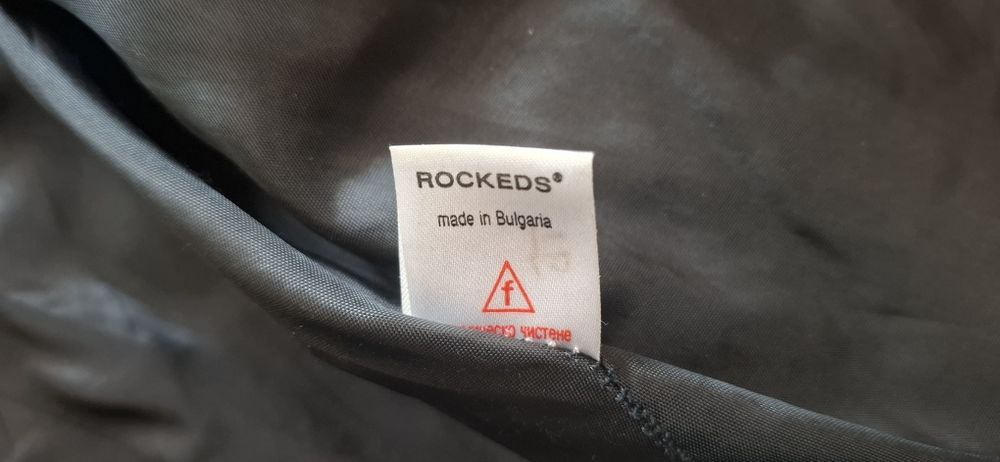 ROCKEDS®
made in Bulgaria
f
чистене